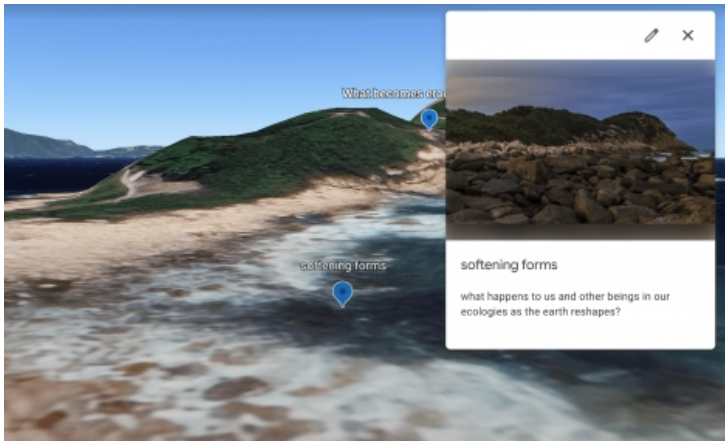 What becomes
softening forms
softening forms
what happens to us and other beings in our
ecologies as the earth reshapes?